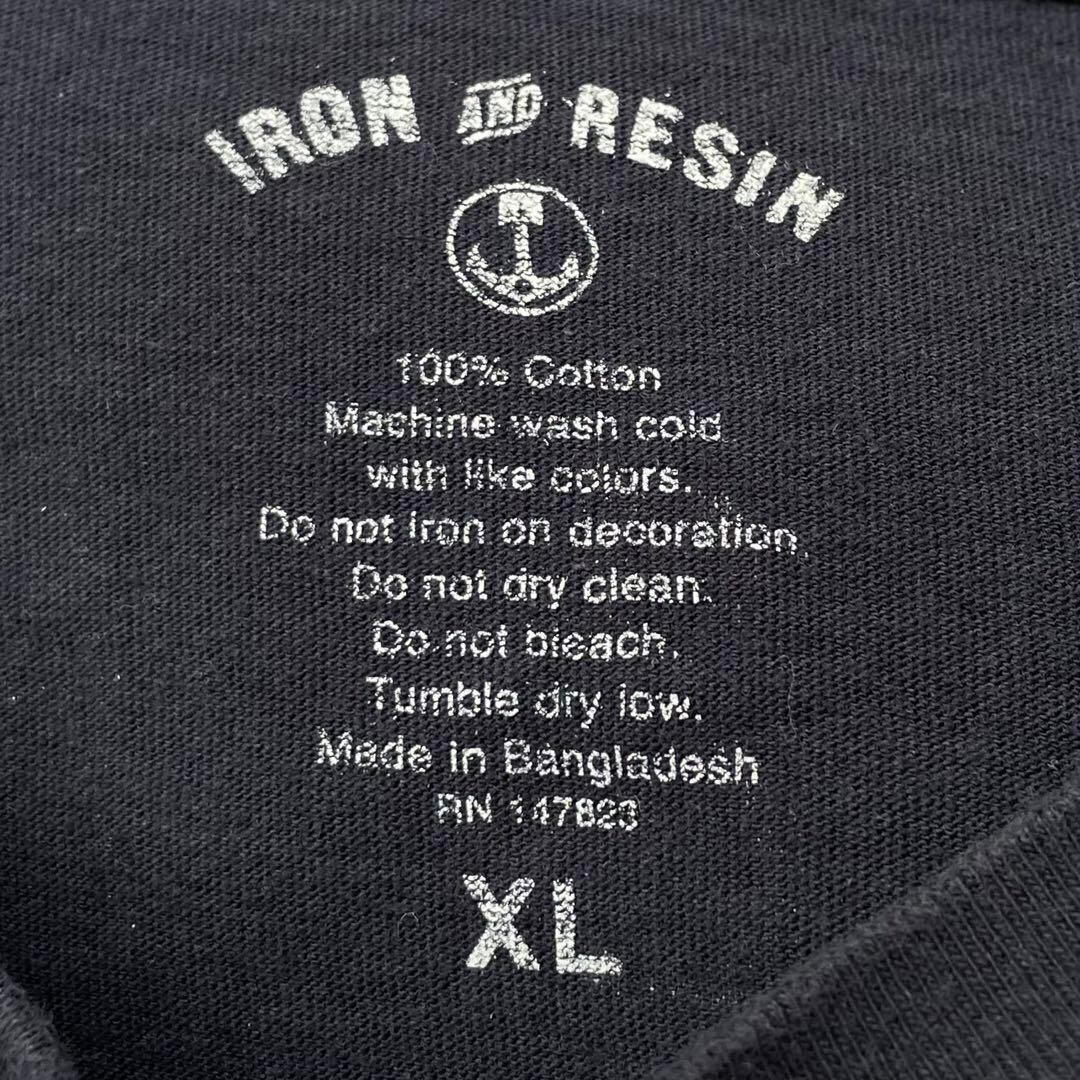 IRON AND RESIN
100% Cotton
Machine wash cold
with like colors.
Do not iron on decoration.
Do not dry clean.
Do not bleach.
Tumble dry low.
Made in Bangladesh
RN 147823
XL